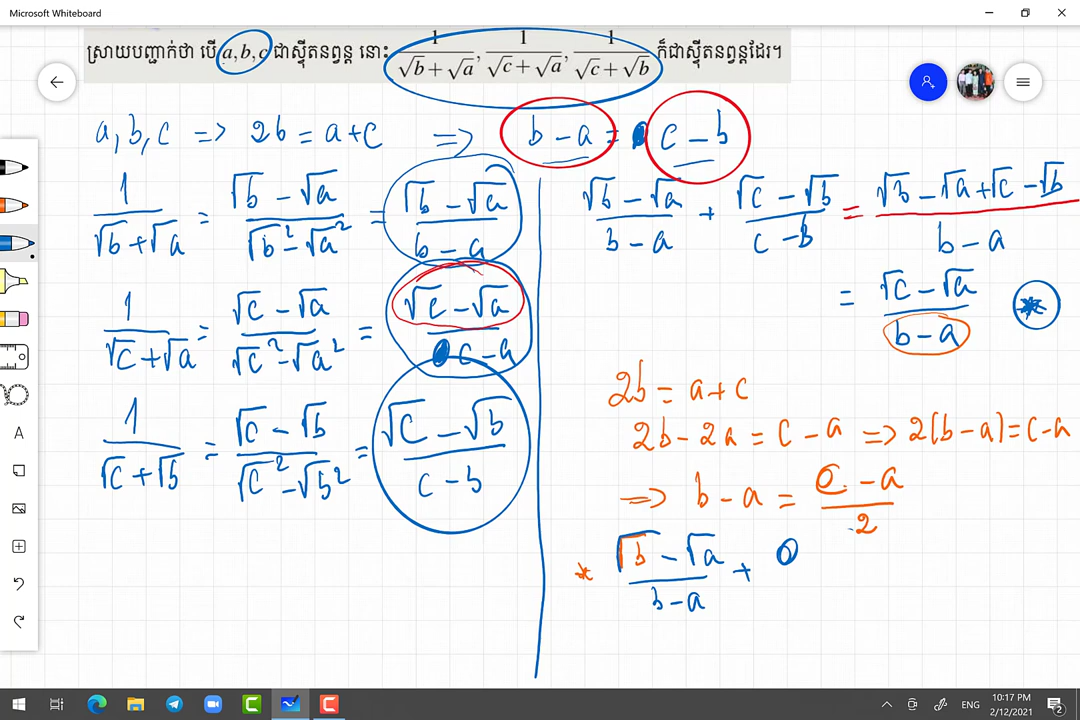 Microsoft Whiteboard
ស្រាយបញ្ជាក់ថា បើ a,b,c ជាស្វ៊ីតនព្វន្ត នោះ 1/(√b+√a), 1/(√c+√a), 1/(√c+√b) ក៏ជាស្វ៊ីតនព្វន្តដែរ។
a, b, c => 2b = a+c => b-a = c-b
1/(√b+√a) = (√b-√a)/(√b²-√a²) = (√b-√a)/(b-a)
1/(√c+√a) = (√c-√a)/(√c²-√a²) = (√c-√a)/(c-a)
1/(√c+√b) = (√c-√b)/(√c²-√b²) = (√c-√b)/(c-b)
(√b-√a)/(b-a) + (√c-√b)/(c-b) = (√b-√a+√c-√b)/(b-a)
= (√c-√a)/(b-a) *
2b = a+c
2b-2a = c-a => 2(b-a) = c-a
=> b-a = (c-a)/2
* (√b-√a)/(b-a) +
A
ENG
10:17 PM
2/12/2021
2